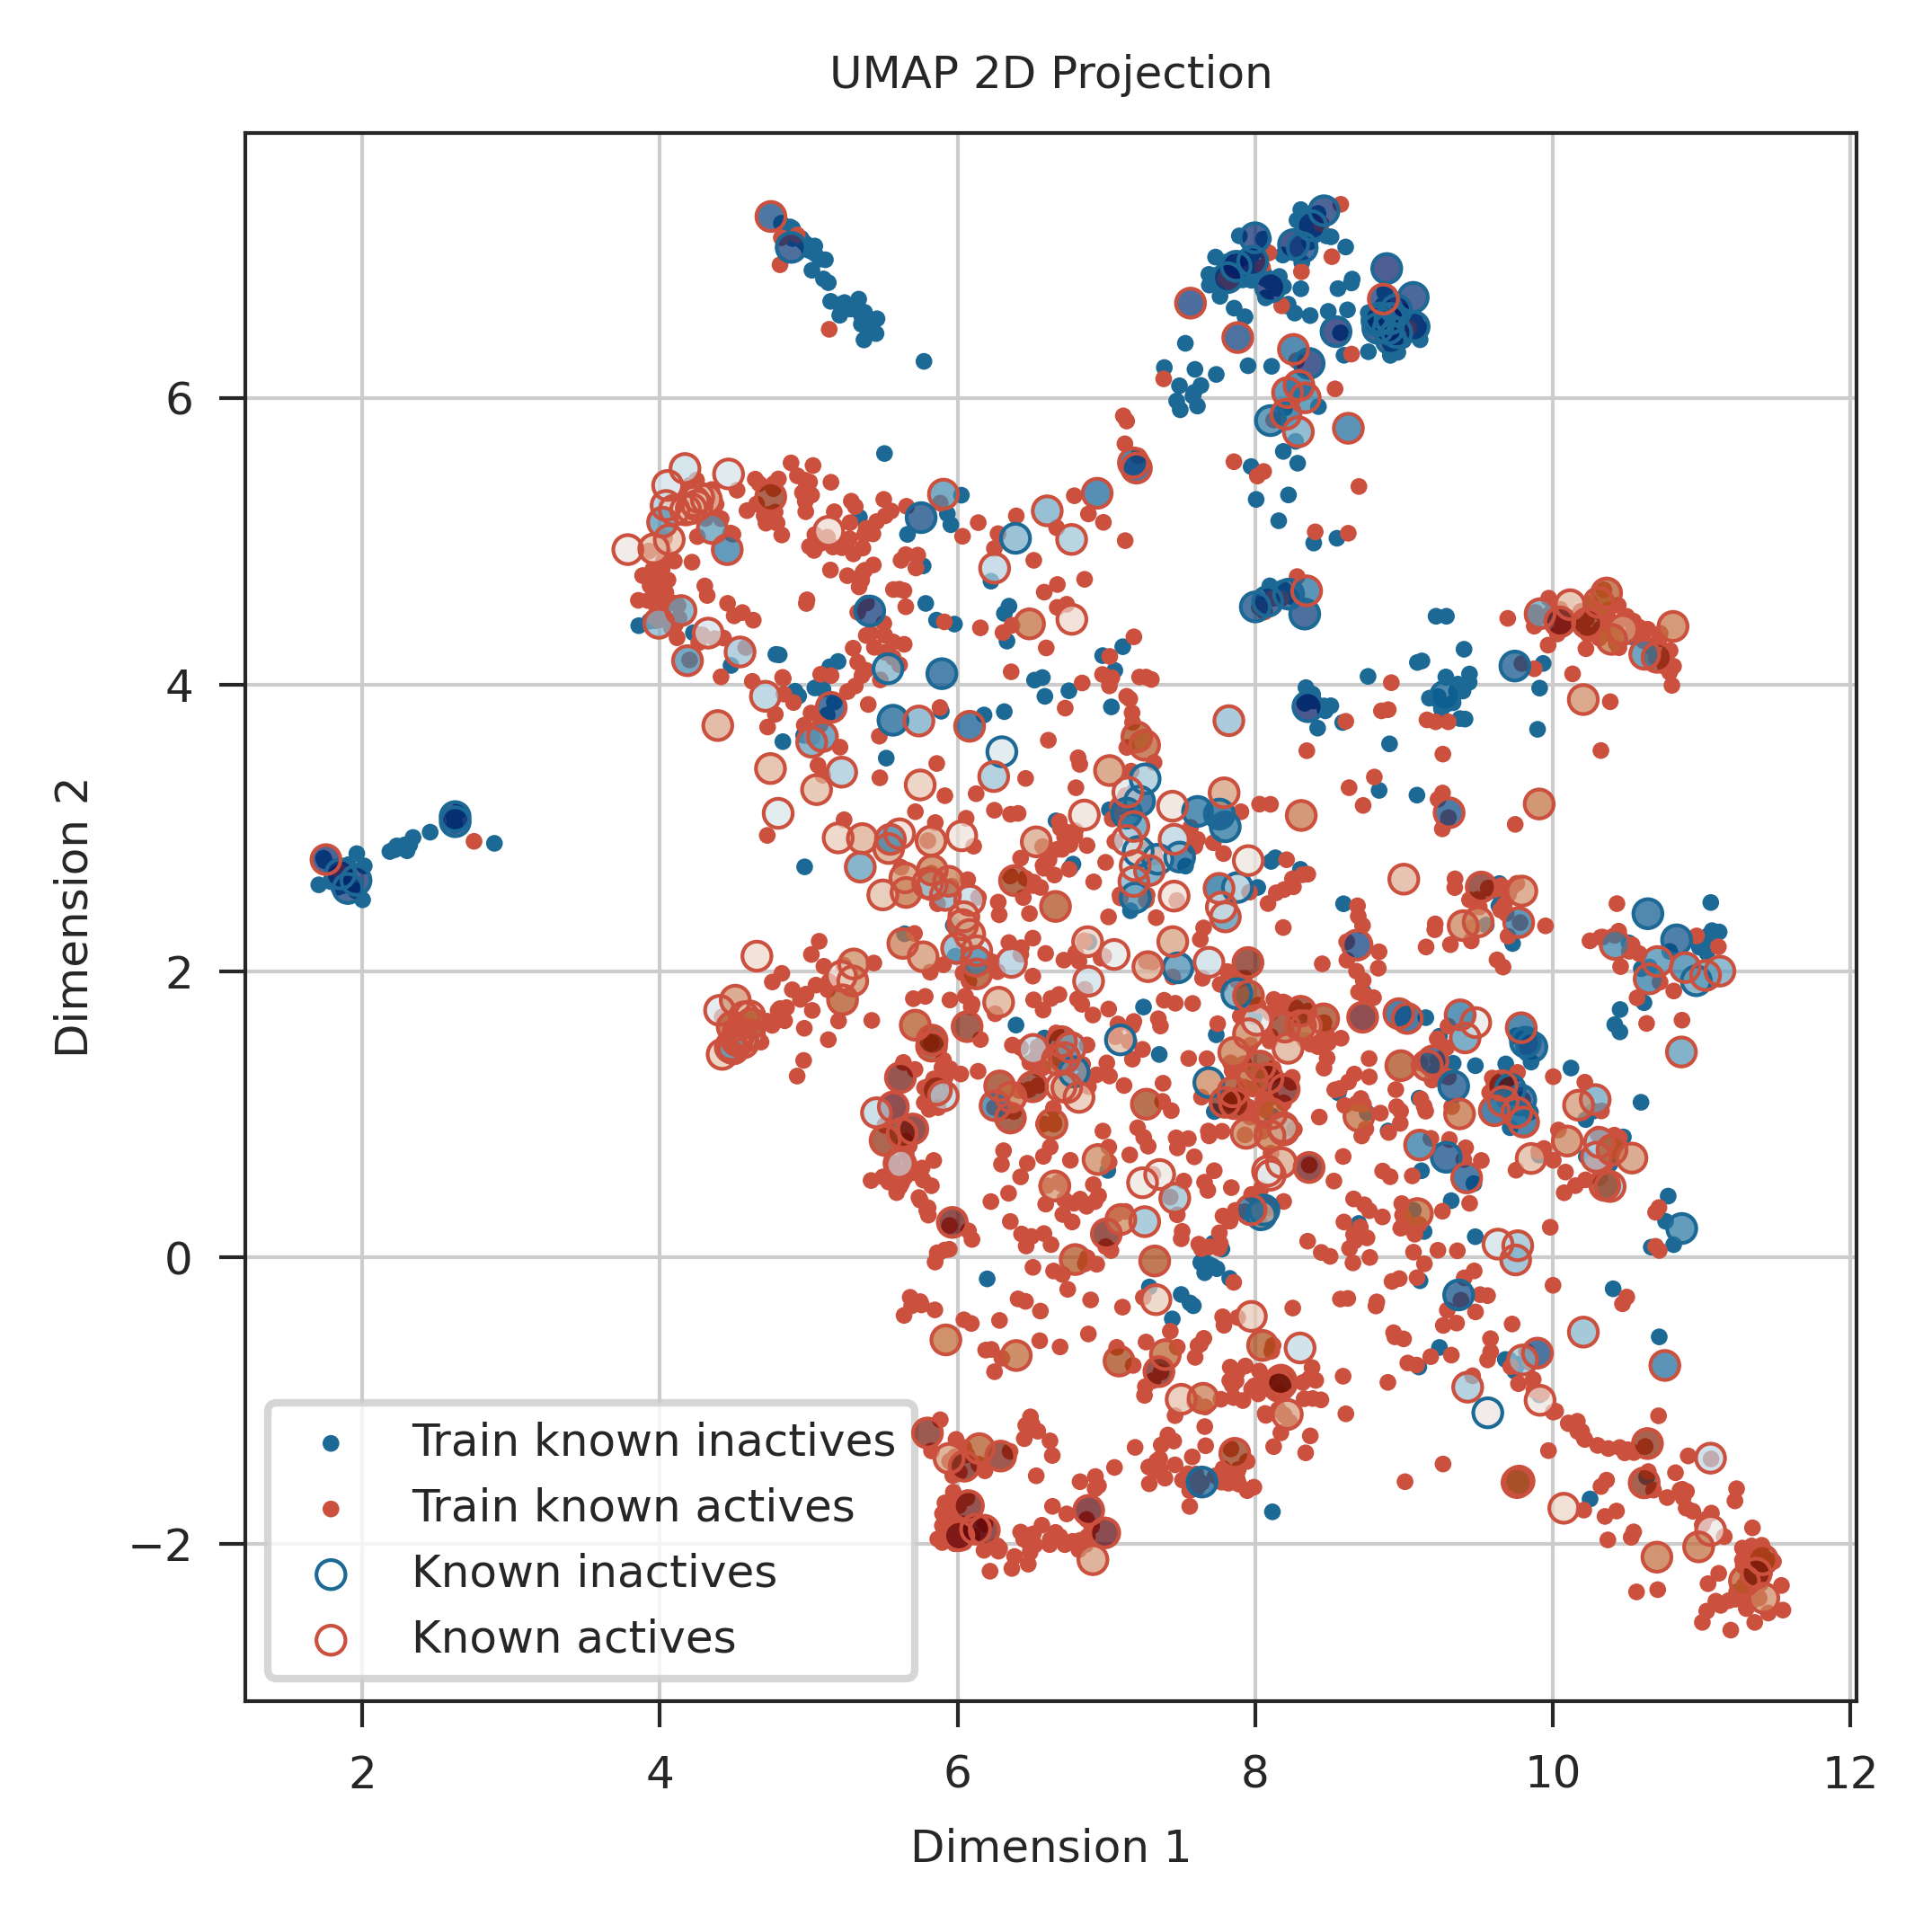 UMAP 2D Projection
6
4
2
0
−2
Dimension 2
Train known inactives
Train known actives
Known inactives
Known actives
2 4 6 8 10 12
Dimension 1